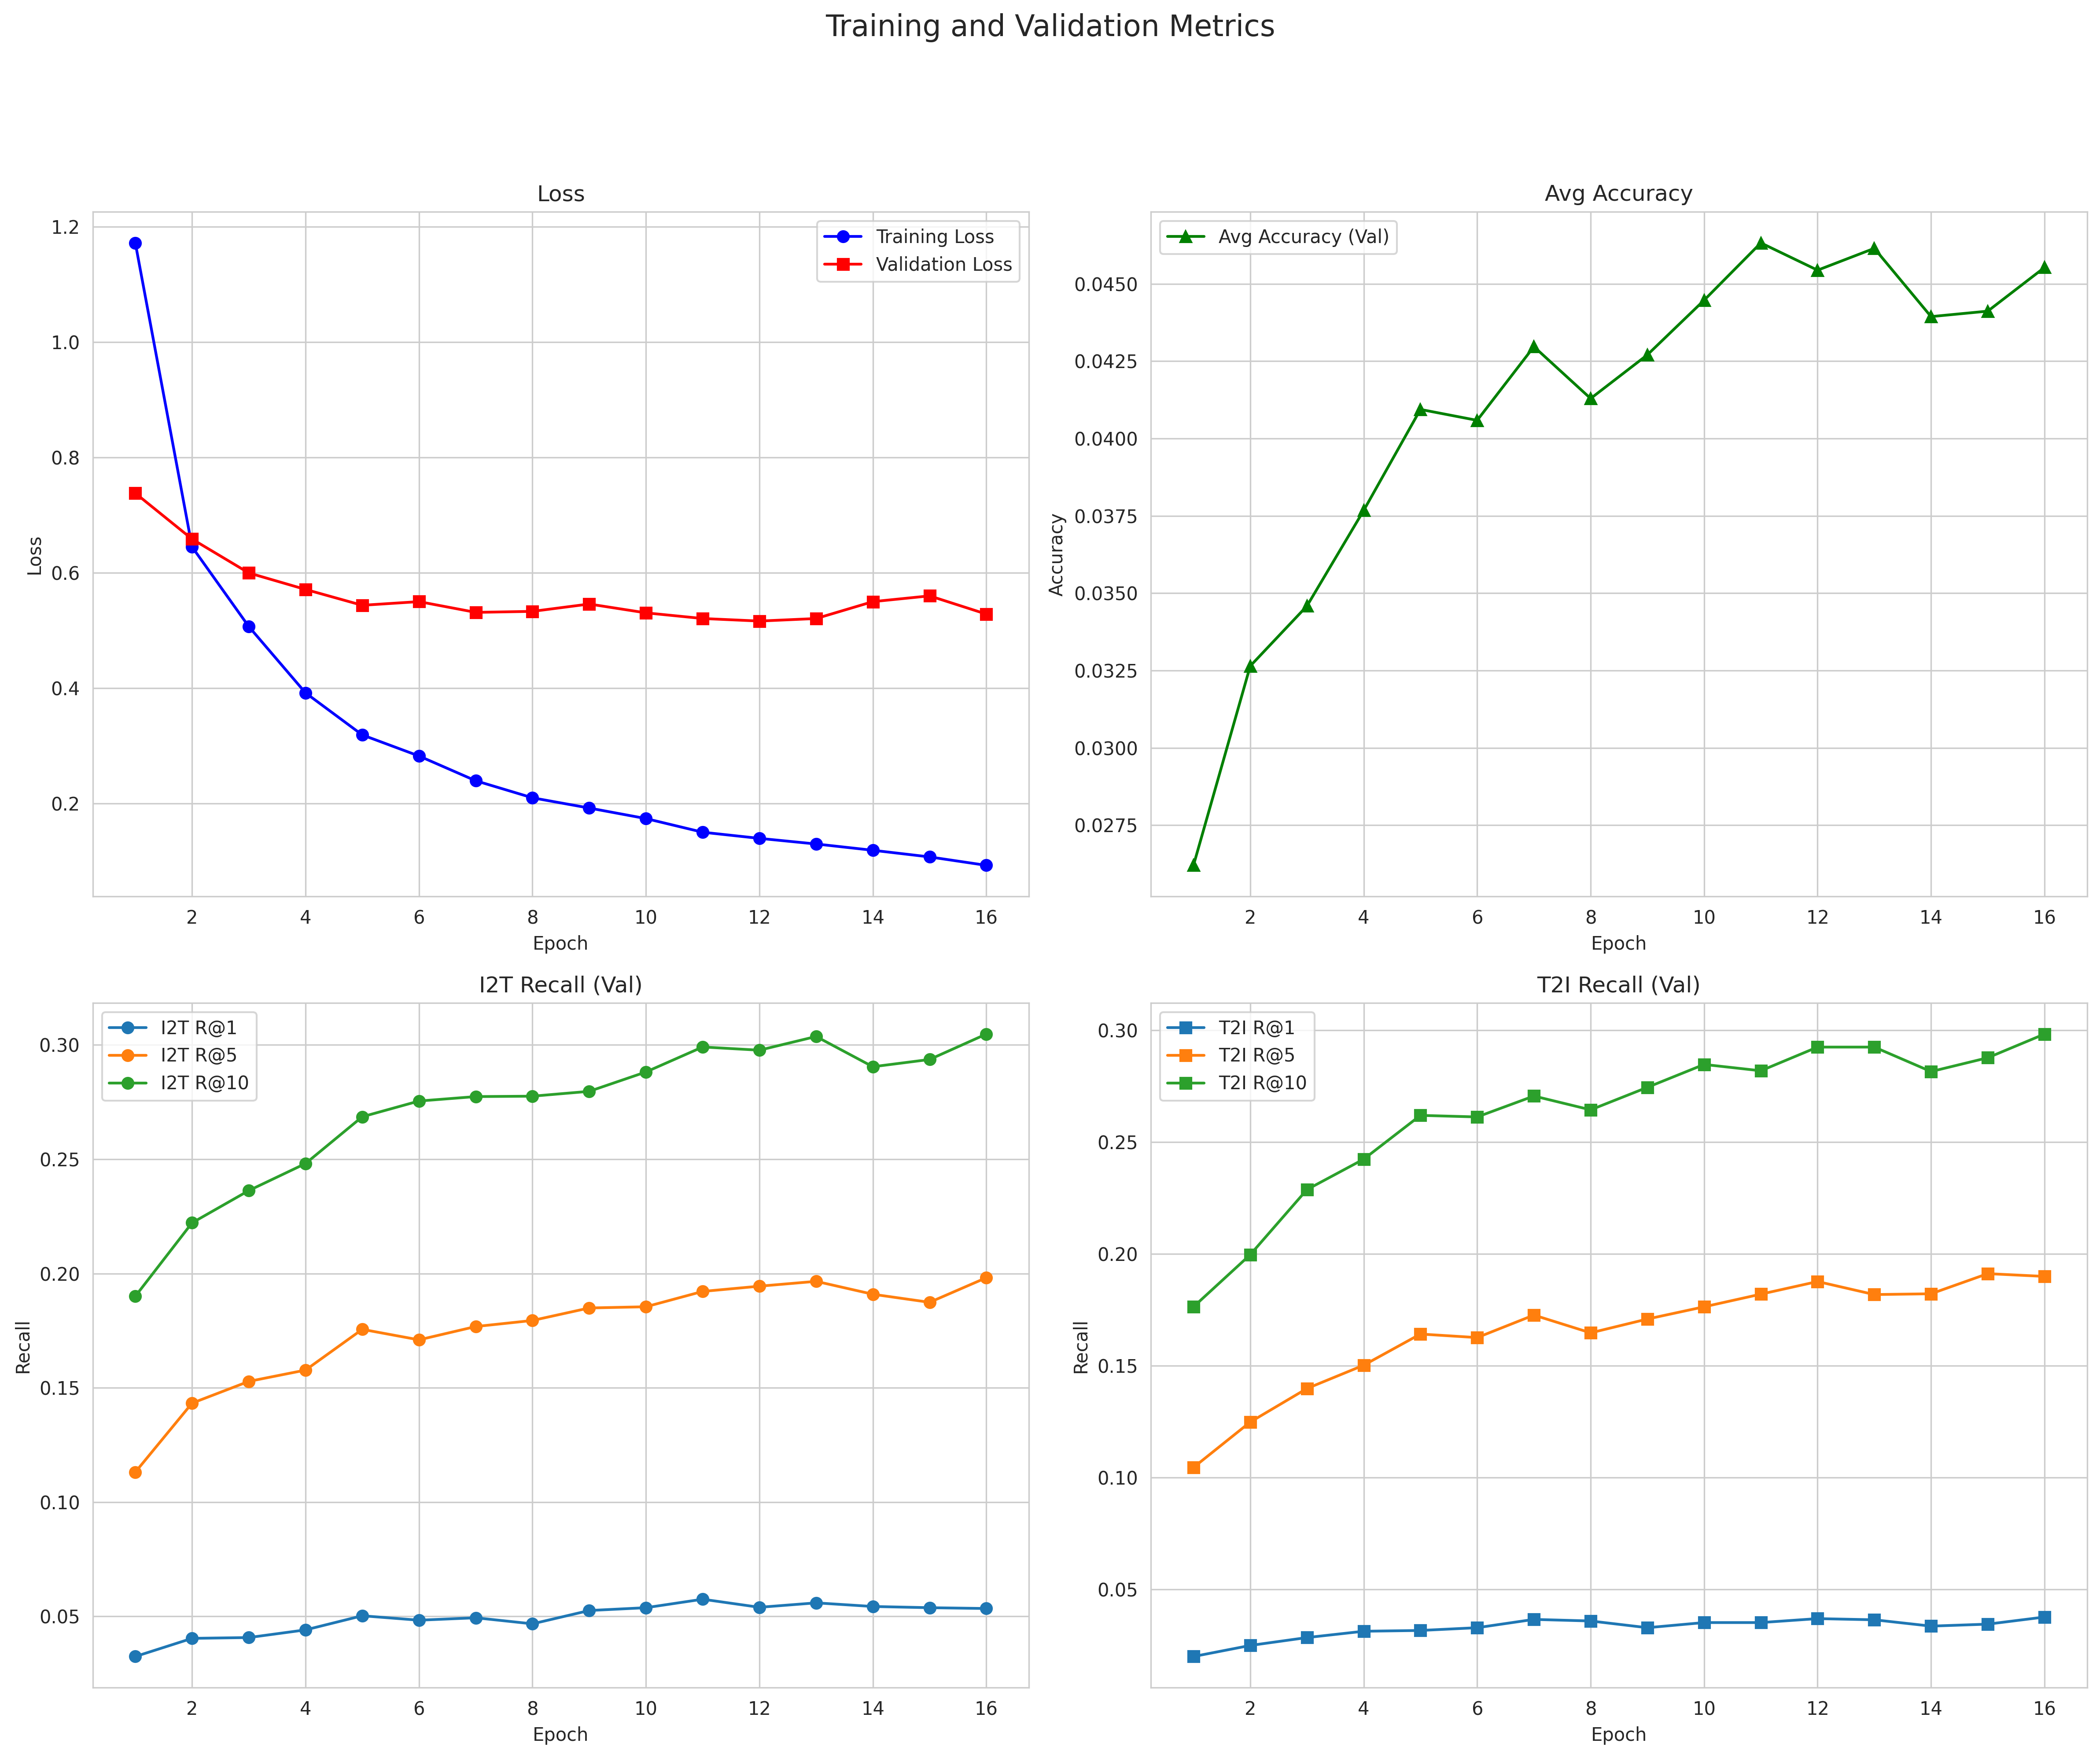 Training and Validation Metrics
Loss
Training Loss
Validation Loss
1.2
1.0
0.8
0.6
0.4
0.2
Loss
2 4 6 8 10 12 14 16
Epoch
Avg Accuracy
Avg Accuracy (Val)
0.0450
0.0425
0.0400
0.0375
0.0350
0.0325
0.0300
0.0275
Accuracy
2 4 6 8 10 12 14 16
Epoch
I2T Recall (Val)
I2T R@1
I2T R@5
I2T R@10
0.30
0.25
0.20
0.15
0.10
0.05
Recall
2 4 6 8 10 12 14 16
Epoch
T2I Recall (Val)
T2I R@1
T2I R@5
T2I R@10
0.30
0.25
0.20
0.15
0.10
0.05
Recall
2 4 6 8 10 12 14 16
Epoch